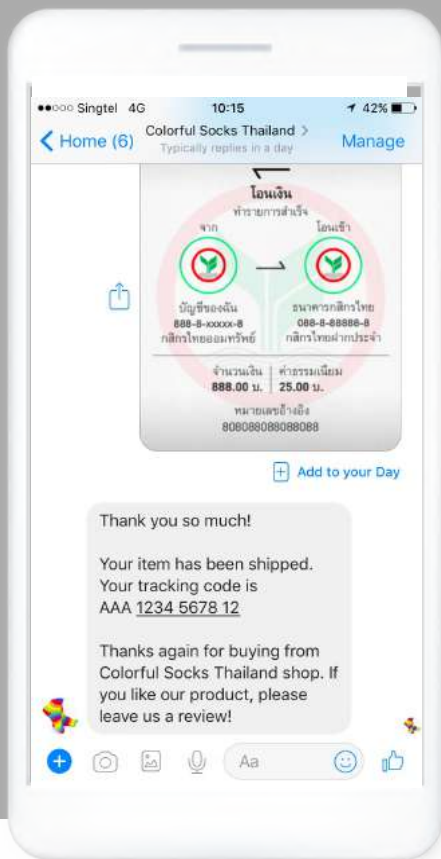 Singtel 4G 10:15 42%
Home (6) Colorful Socks Thailand > Manage
Typically replies in a day
โอนเงิน
ทำรายการสำเร็จ
จาก โอนเข้า
บัญชีของฉัน ธนาคารกสิกรไทย
888-8-xxxxx-8 088-8-88888-8
กสิกรไทยออมทรัพย์ กสิกรไทยฝากประจำ
จำนวนเงิน ค่าธรรมเนียม
888.00 บ. 25.00 บ.
หมายเลขอ้างอิง
808088088088088
Add to your Day
Thank you so much!
Your item has been shipped.
Your tracking code is
AAA 1234 5678 12
Thanks again for buying from
Colorful Socks Thailand shop. If
you like our product, please
leave us a review!
Aa